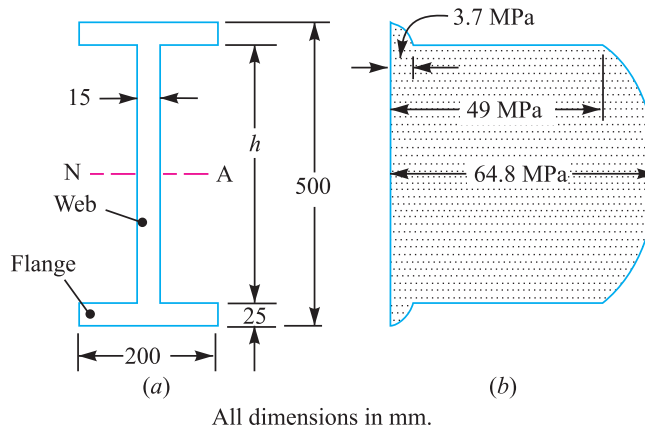 3.7 MPa
15
49 MPa
h
N
A
500
64.8 MPa
Web
Flange
25
200
(a)
(b)
All dimensions in mm.